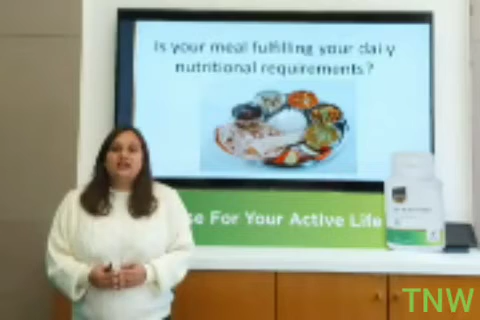 Is your meal fulfilling your daily
nutritional requirements?
se For Your Active Life
TNW